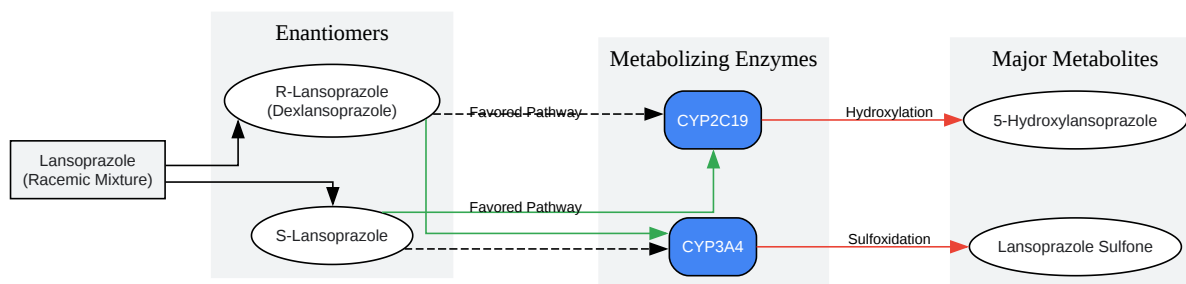 Enantiomers
Metabolizing Enzymes
Major Metabolites
R-Lansoprazole
(Dexlansoprazole)
Favored Pathway
CYP2C19
Hydroxylation
5-Hydroxylansoprazole
Lansoprazole
(Racemic Mixture)
Favored Pathway
S-Lansoprazole
CYP3A4
Sulfoxidation
Lansoprazole Sulfone